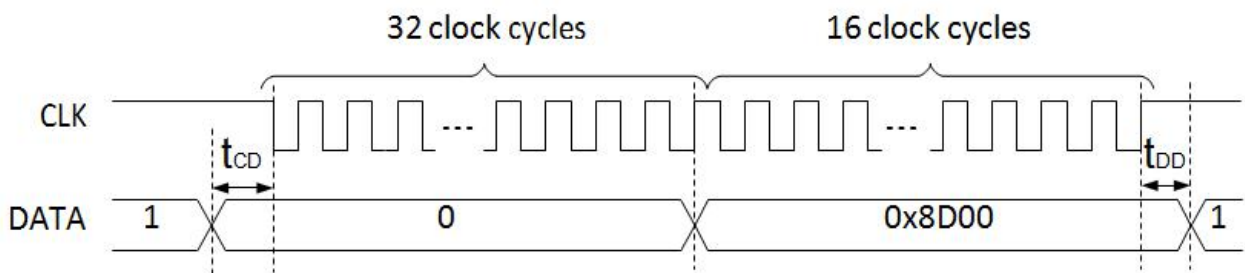 32 clock cycles 16 clock cycles
CLK
... ...
tCD tDD
DATA 1 0 0x8D00 1